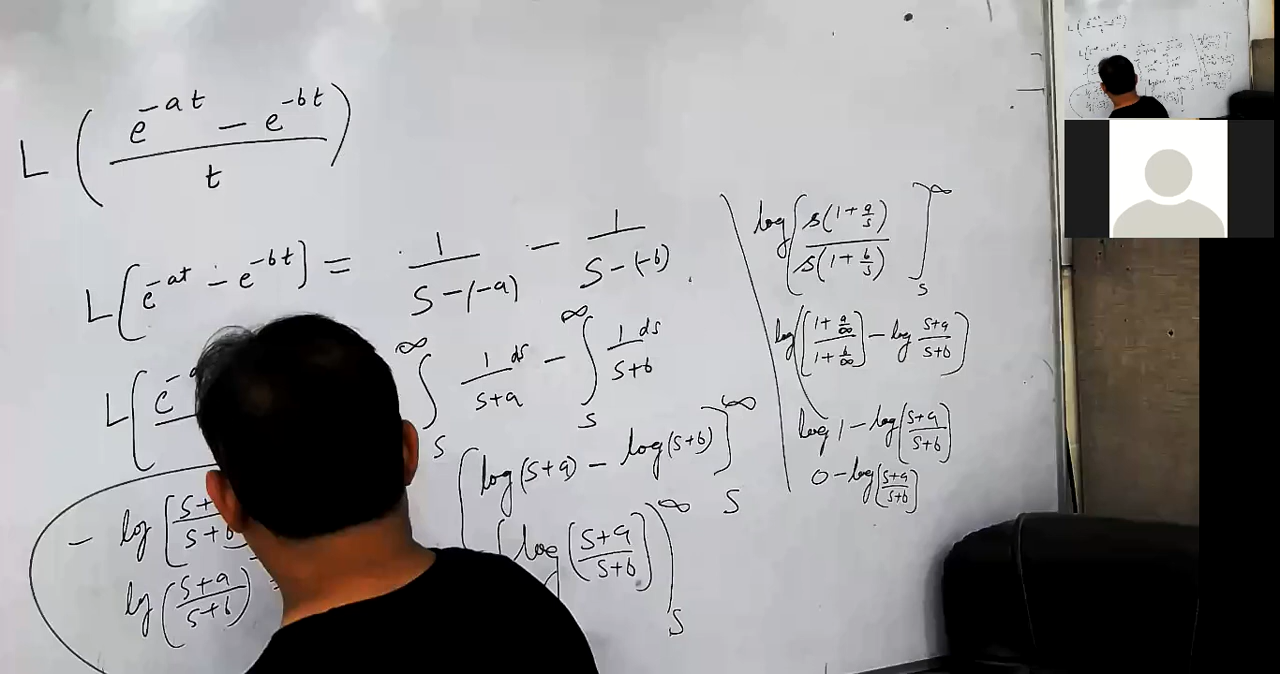 L ( (e^{-at} - e^{-bt}) / t )
L [ e^{-at} - e^{-bt} ] = 1/(S-(-a)) - 1/(S-(-b)) .
L [ e^{-a ∫_S^∞ 1/(s+a) ds - ∫_S^∞ 1/(s+b) ds
[ log(s+a) - log(s+b) ]_S^∞
- log [ s+ / s+b
[ log ( (s+a)/(s+b) ) ]_S^∞
log ( (s+a)/(s+b) ) =
log [ s(1+a/s) / s(1+b/s) ]_S^∞
log [ (1+a/∞) / (1+b/∞) ] - log (s+a)/(s+b) )
log 1 - log [ (s+a)/(s+b) ]
0 - log [ (s+a)/(s+b) ]